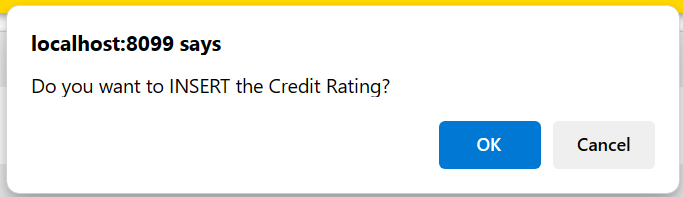 localhost:8099 says
Do you want to INSERT the Credit Rating?
OK Cancel